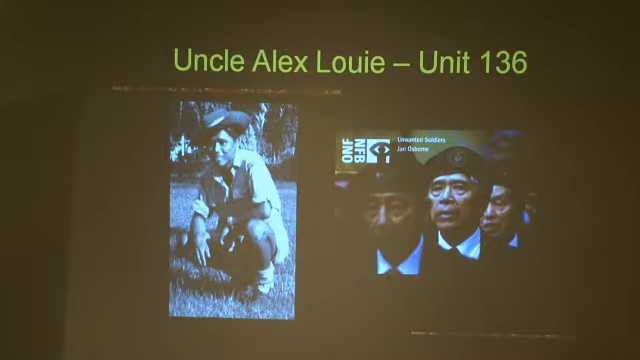 Uncle Alex Louie – Unit 136
ONF
NFB
Unwanted Soldiers
Jari Osborne